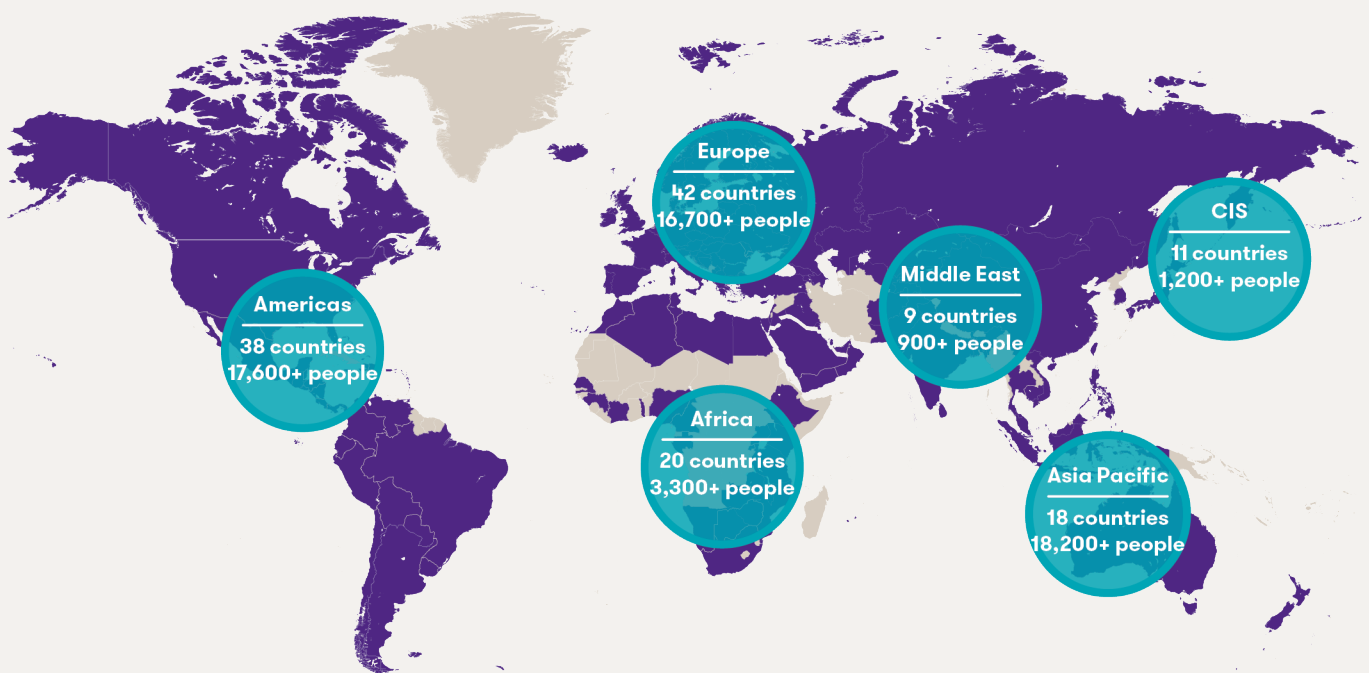 Europe
42 countries
16,700+ people
CIS
11 countries
1,200+ people
Middle East
9 countries
900+ people
Americas
38 countries
17,600+ people
Africa
20 countries
3,300+ people
Asia Pacific
18 countries
18,200+ people